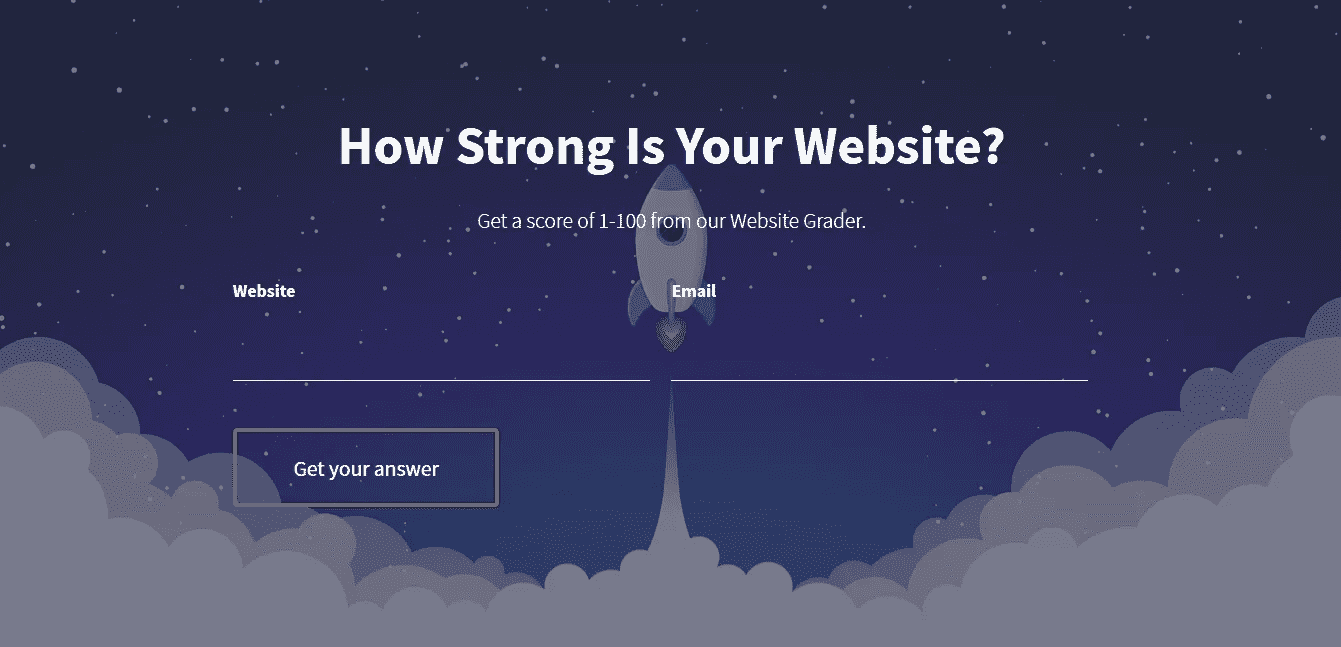 How Strong Is Your Website?
Get a score of 1-100 from our Website Grader.
Website
Email
Get your answer